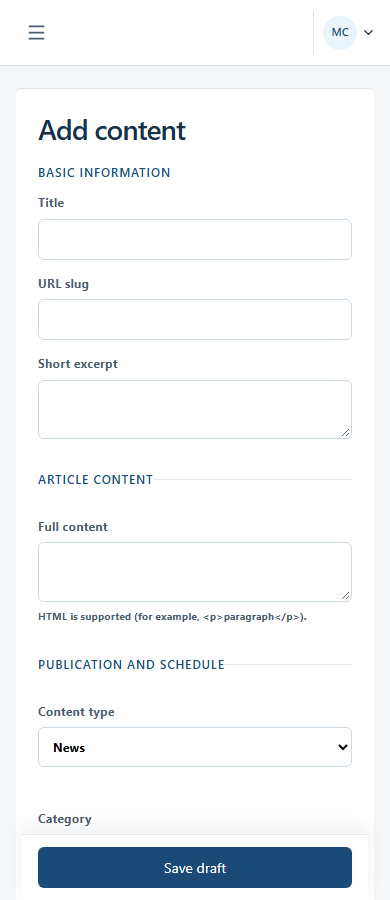 MC
Add content
BASIC INFORMATION
Title
URL slug
Short excerpt
ARTICLE CONTENT
Full content
HTML is supported (for example, <p>paragraph</p>).
PUBLICATION AND SCHEDULE
Content type
News
Category
Save draft